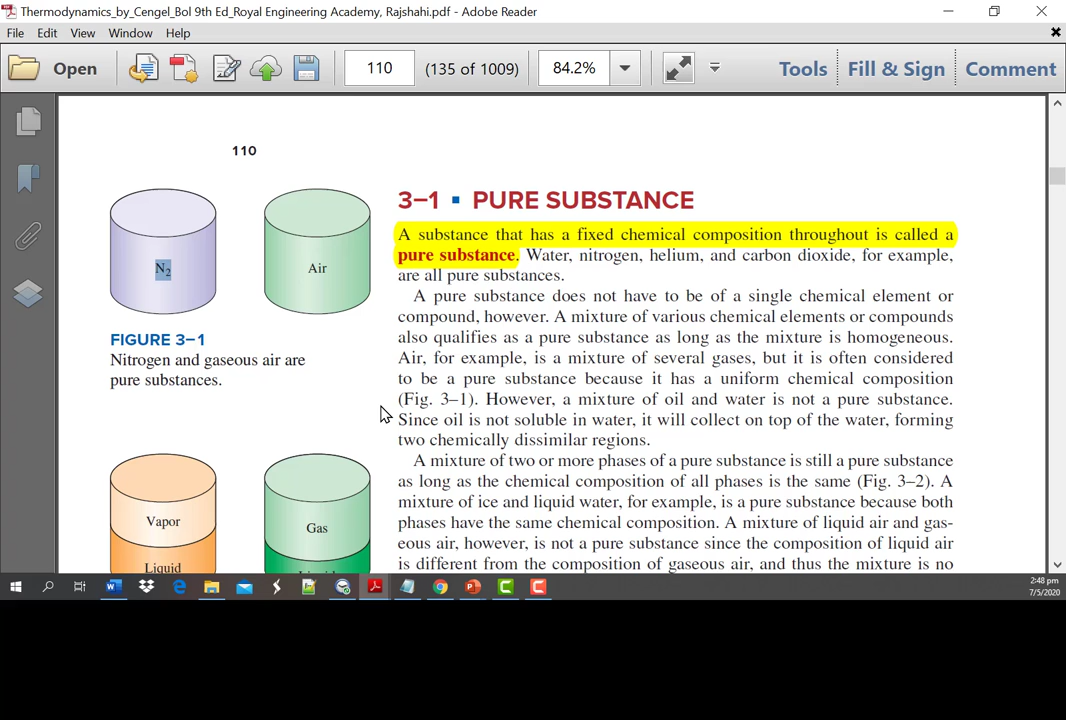 Thermodynamics_by_Cengel_Bol 9th Ed_Royal Engineering Academy, Rajshahi.pdf - Adobe Reader
File Edit View Window Help
Open 110 (135 of 1009) 84.2% Tools Fill & Sign Comment
110
N2
Air
FIGURE 3–1
Nitrogen and gaseous air are
pure substances.
Vapor
Liquid
Gas
3–1 ▪ PURE SUBSTANCE
A substance that has a fixed chemical composition throughout is called a
pure substance. Water, nitrogen, helium, and carbon dioxide, for example,
are all pure substances.
A pure substance does not have to be of a single chemical element or
compound, however. A mixture of various chemical elements or compounds
also qualifies as a pure substance as long as the mixture is homogeneous.
Air, for example, is a mixture of several gases, but it is often considered
to be a pure substance because it has a uniform chemical composition
(Fig. 3–1). However, a mixture of oil and water is not a pure substance.
Since oil is not soluble in water, it will collect on top of the water, forming
two chemically dissimilar regions.
A mixture of two or more phases of a pure substance is still a pure substance
as long as the chemical composition of all phases is the same (Fig. 3–2). A
mixture of ice and liquid water, for example, is a pure substance because both
phases have the same chemical composition. A mixture of liquid air and gas-
eous air, however, is not a pure substance since the composition of liquid air
is different from the composition of gaseous air, and thus the mixture is no
2:48 pm
7/5/2020